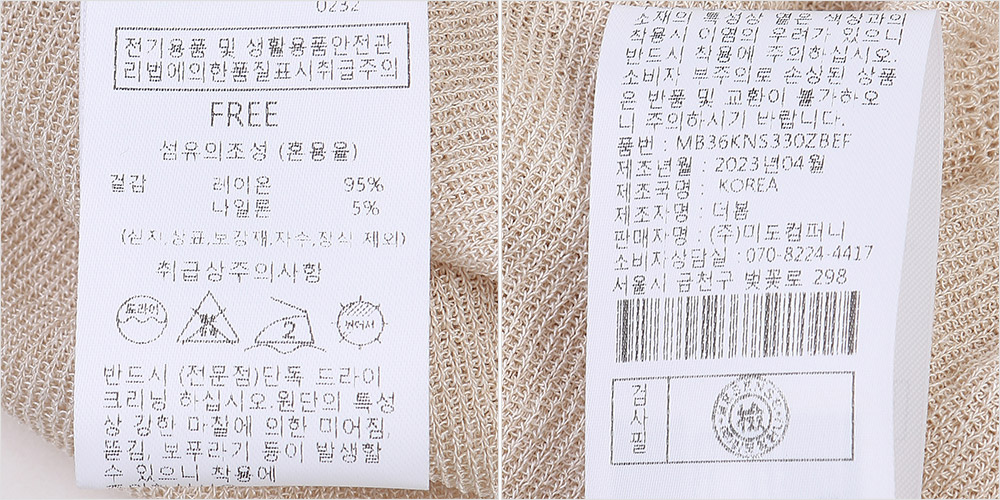 0232
전기용품 및 생활용품안전관
리법에의한품질표시취급주의
FREE
섬유의조성 (혼용율)
겉감 레이온 95%
나일론 5%
(심지,상표,보강재,자수,장식 제외)
취급상주의사항
드라이
2
뉘어서
반드시 (전문점)단독 드라이
크리닝 하십시오.원단의 특성
상 강한 마찰에 의한 미어짐,
뜯김, 보푸라기 등이 발생할
수 있으니 착용에
소재의 특성상 옅은 색상과의
착용시 이염의 우려가 있으니
반드시 착용에 주의하십시오.
소비자 부주의로 손상된 상품
은 반품 및 교환이 불가하오
니 주의하시기 바랍니다.
품번 : MB36KNS330ZBEF
제조년월 : 2023년04월
제조국명 : KOREA
제조자명 : 더봄
판매자명 : (주)미도컴퍼니
소비자상담실 : 070-8224-4417
서울시 금천구 벚꽃로 298
검사필